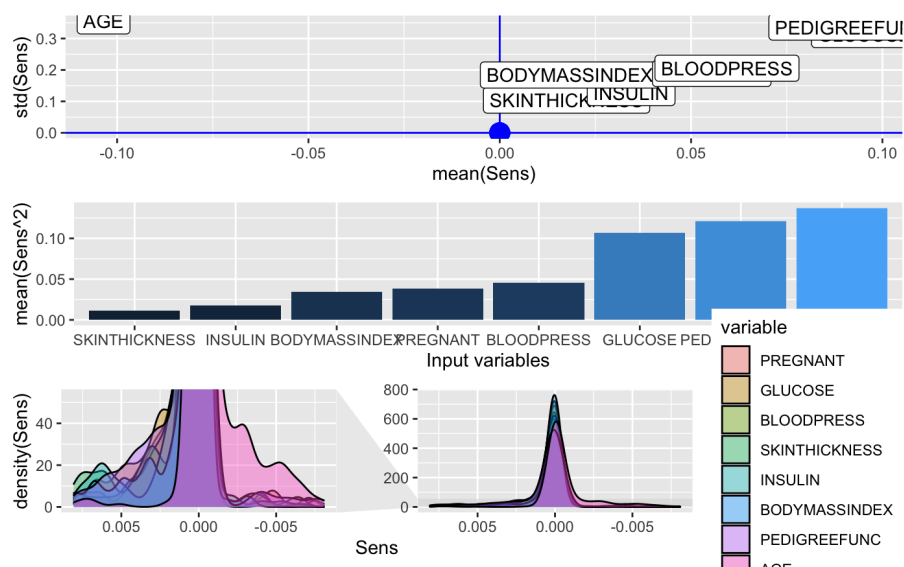 AGE
PEDIGREEFUN
BLOODPRESS
BODYMASSINDEX
INSULIN
SKINTHICKNESS
std(Sens)
0.3
0.2
0.1
0.0
-0.10 -0.05 0.00 0.05 0.10
mean(Sens)
mean(Sens^2)
0.10
0.05
0.00
SKINTHICKNESS INSULIN BODYMASSINDEX PREGNANT BLOODPRESS GLUCOSE PED
Input variables
variable
PREGNANT
GLUCOSE
BLOODPRESS
SKINTHICKNESS
INSULIN
BODYMASSINDEX
PEDIGREEFUNC
AGE
density(Sens)
40
20
0
0.005 0.000 -0.005
800
600
400
200
0
0.005 0.000 -0.005
Sens